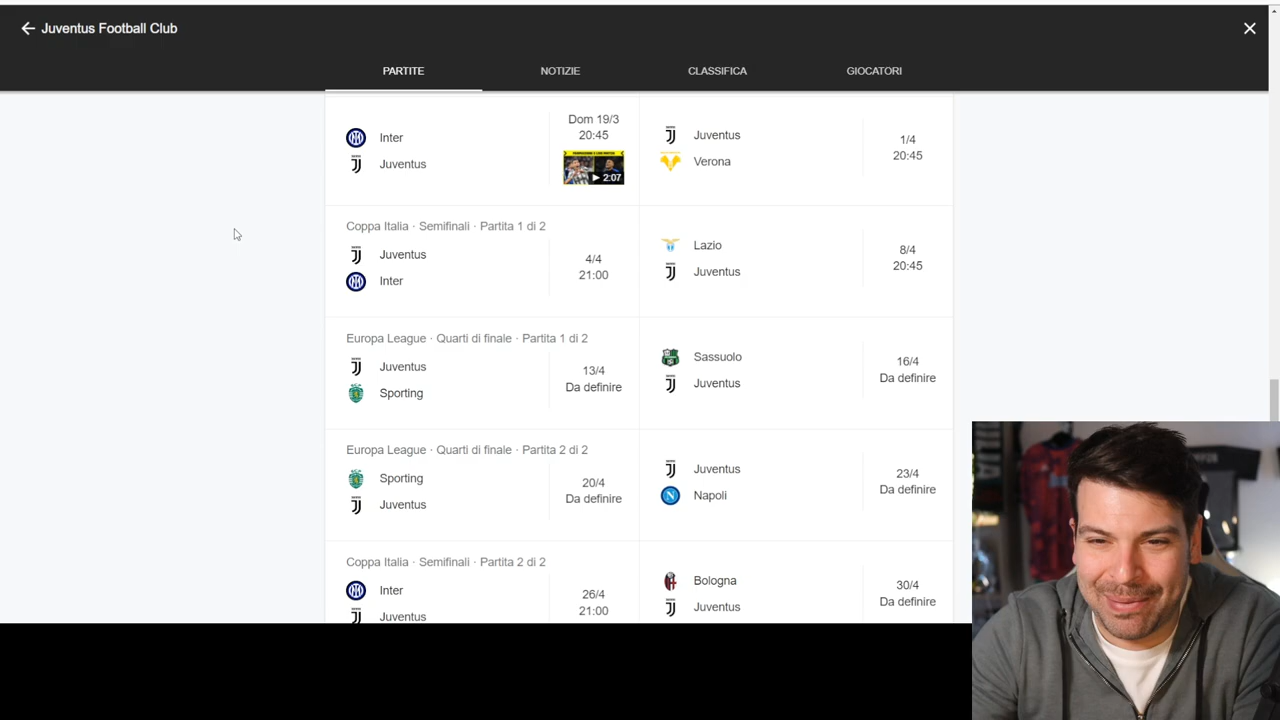 Juventus Football Club
PARTITE
NOTIZIE
CLASSIFICA
GIOCATORI
Inter
Juventus
Dom 19/3
20:45
2:07
Juventus
Verona
1/4
20:45
Coppa Italia · Semifinali · Partita 1 di 2
Juventus
Inter
4/4
21:00
Lazio
Juventus
8/4
20:45
Europa League · Quarti di finale · Partita 1 di 2
Juventus
Sporting
13/4
Da definire
Sassuolo
Juventus
16/4
Da definire
Europa League · Quarti di finale · Partita 2 di 2
Sporting
Juventus
20/4
Da definire
Juventus
Napoli
23/4
Da definire
Coppa Italia · Semifinali · Partita 2 di 2
Inter
Juventus
26/4
21:00
Bologna
Juventus
30/4
Da definire